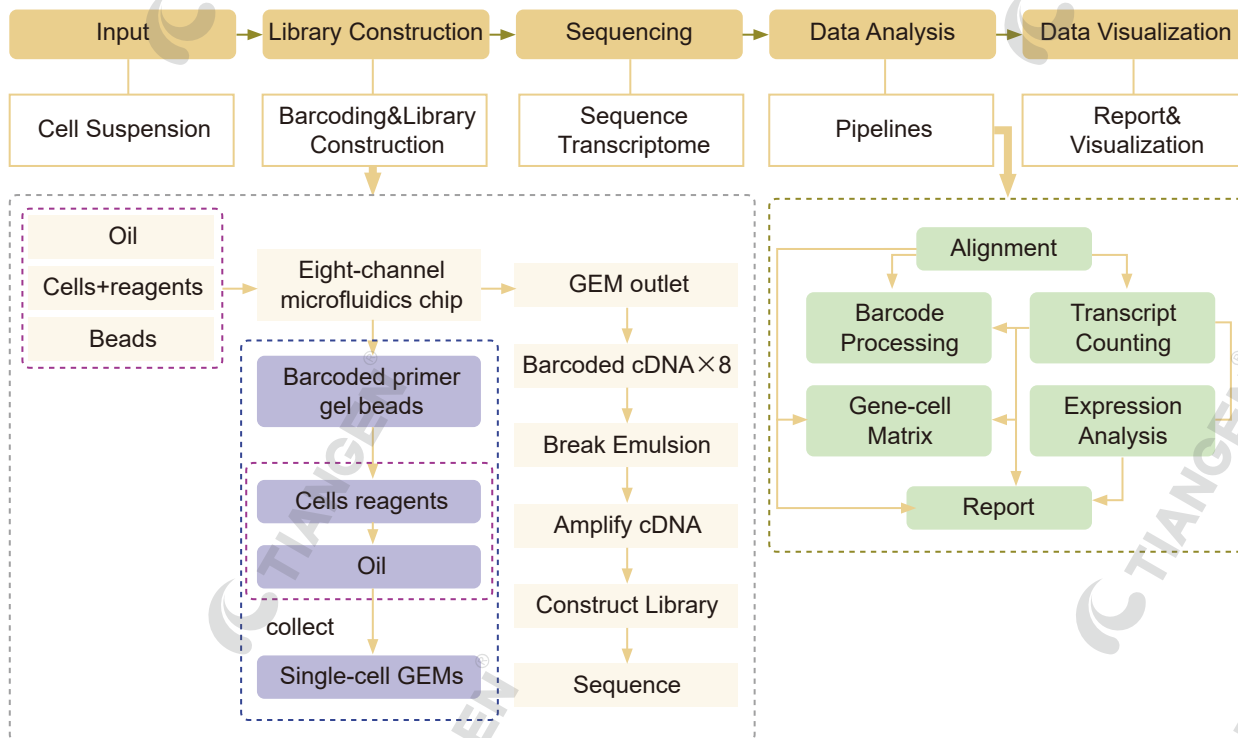 Input
Library Construction
Sequencing
Data Analysis
Data Visualization
Cell Suspension
Barcoding&Library
Construction
Sequence
Transcriptome
Pipelines
Report&
Visualization
Oil
Cells+reagents
Beads
Eight-channel
microfluidics chip
Barcoded primer
gel beads
Cells reagents
Oil
collect
Single-cell GEMs
GEM outlet
Barcoded cDNA×8
Break Emulsion
Amplify cDNA
Construct Library
Sequence
Alignment
Barcode
Processing
Transcript
Counting
Gene-cell
Matrix
Expression
Analysis
Report
TIANGEN®
TIANGEN
EN®